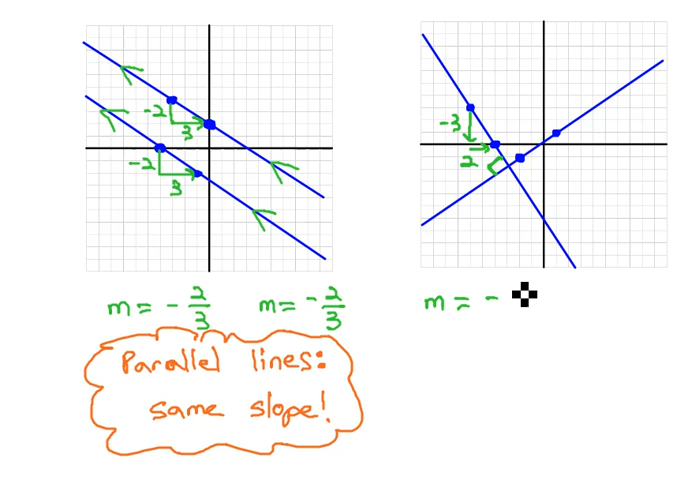 -2
3
-2
3
-3
2
m = - 2/3
m = - 2/3
m = -
Parallel lines:
same slope!